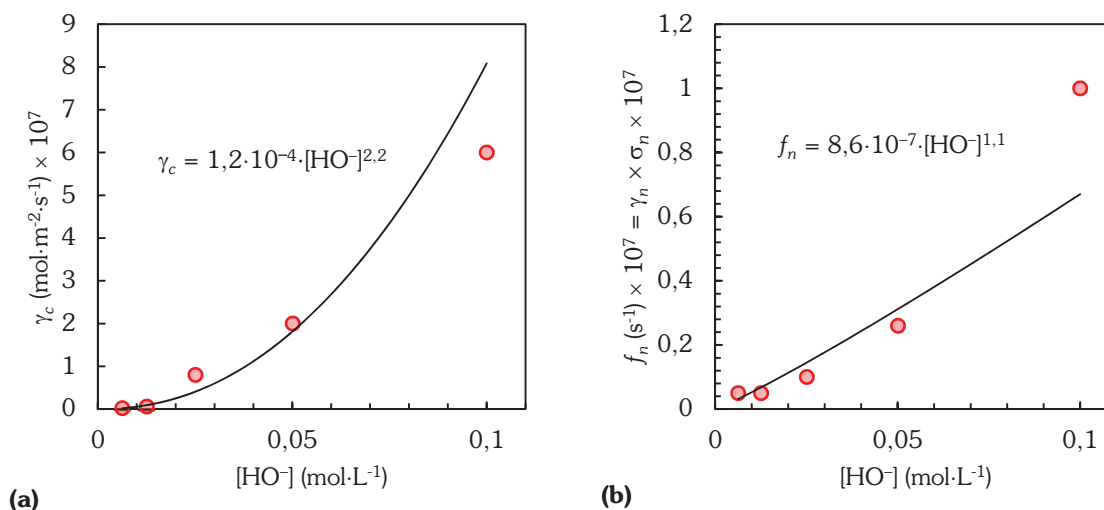 9
8
7
6
5
4
3
2
1
0
γc (mol·m-2·s-1) × 10⁷
γc = 1,2·10–4·[HO–]2,2
0 0,05 0,1
[HO–] (mol·L-1)
(a)
1,2
1
0,8
0,6
0,4
0,2
0
fn (s-1) × 10⁷ = γn × σn × 10⁷
fn = 8,6·10–7·[HO–]1,1
0 0,05 0,1
[HO–] (mol·L-1)
(b)